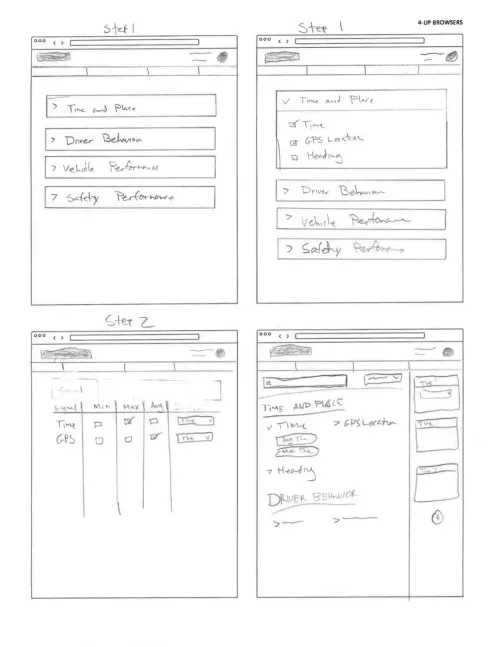 Step 1
Step 1
4-UP BROWSERS
> Time and Place
> Driver Behavior
> Vehicle Performance
> Safety Performance
v Time and Place
Time
GPS Location
Heading
> Driver Behavior
> Vehicle Performance
> Safety Performance
Step 2
Signal
Signal Min Max Avg
Time Time v
GPS The v
TIME AND PLACE
v TIME > GPS Location
> Heading
DRIVER BEHAVIOR
>
>